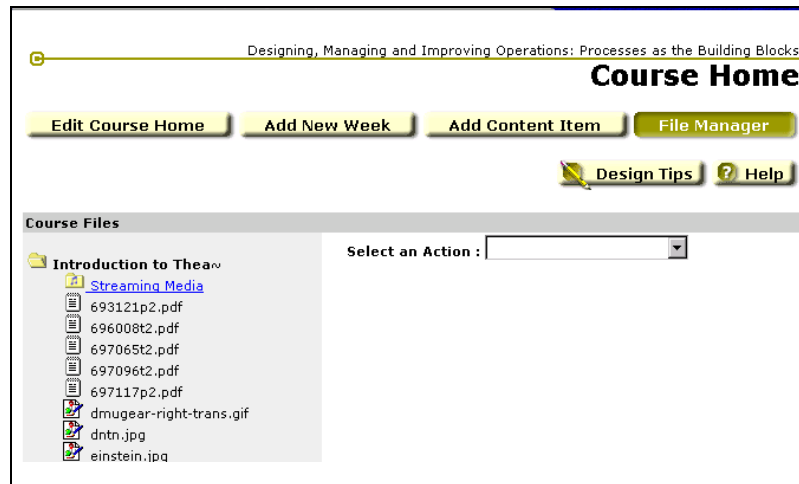 Designing, Managing and Improving Operations: Processes as the Building Blocks
Course Home
Edit Course Home Add New Week Add Content Item File Manager
Design Tips Help
Course Files
Select an Action :
Introduction to Thea~
Streaming Media
693121p2.pdf
696008t2.pdf
697065t2.pdf
697096t2.pdf
697117p2.pdf
dmugear-right-trans.gif
dntn.jpg
einstein.jpg